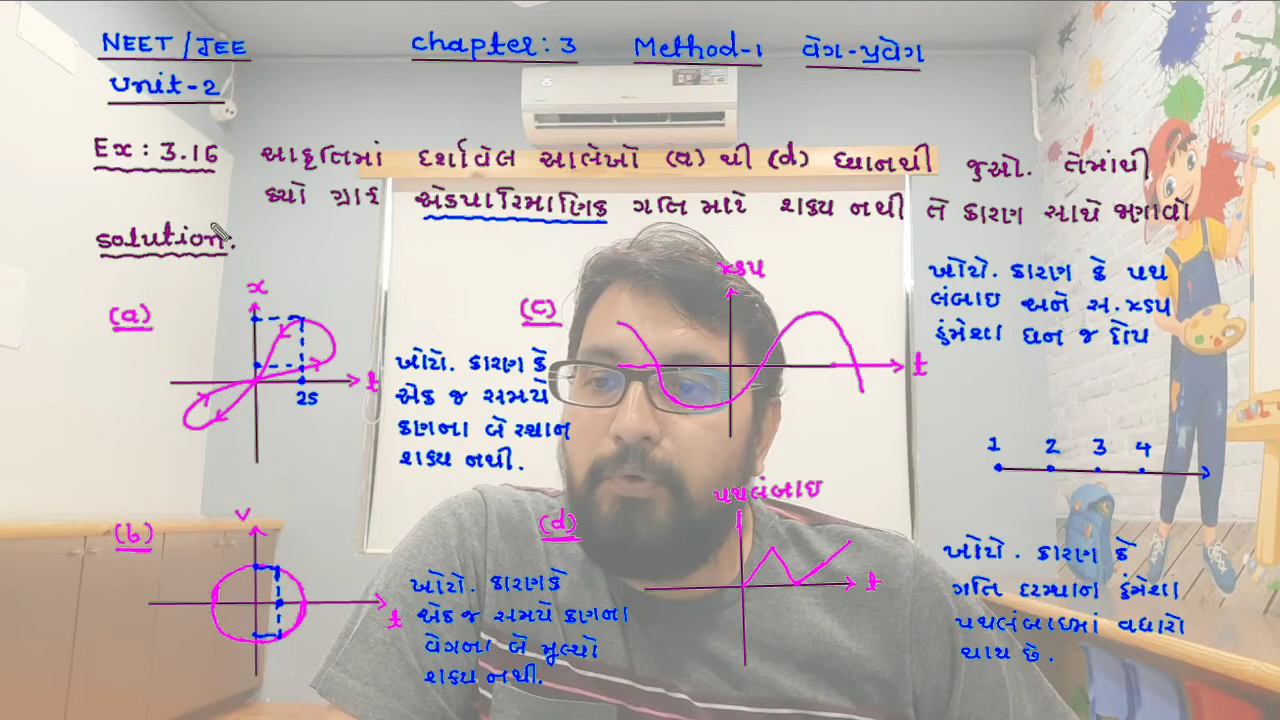 NEET / JEE
Chapter: 3
Method-1
વેગ-પ્રવેગ
Unit-2
Ex: 3.16 આકૃતિમાં દર્શાવેલ આલેખો (a) થી (d) ધ્યાનથી જુઓ. તેમાંથી
ક્યો ગ્રાફ એકપારિમાણિક ગતિ માટે શક્ય નથી તે કારણ સાથે જણાવો
Solution.
(a)
x
t
2s
ખોટો. કારણ કે
એક જ સમયે
કણના બે સ્થાન
શક્ય નથી.
(b)
v
t
ખોટો. કારણકે
એક જ સમયે કણના
વેગના બે મૂલ્યો
શક્ય નથી.
(c)
ઝડપ
t
ખોટો. કારણ કે પથ
લંબાઇ અને સ.ઝડપ
હંમેશા ધન જ હોય
1 2 3 4
(d)
પથલંબાઇ
t
ખોટો. કારણ કે
ગતિ દરમ્યાન હંમેશા
પથલંબાઇમાં વધારો
થાય છે.